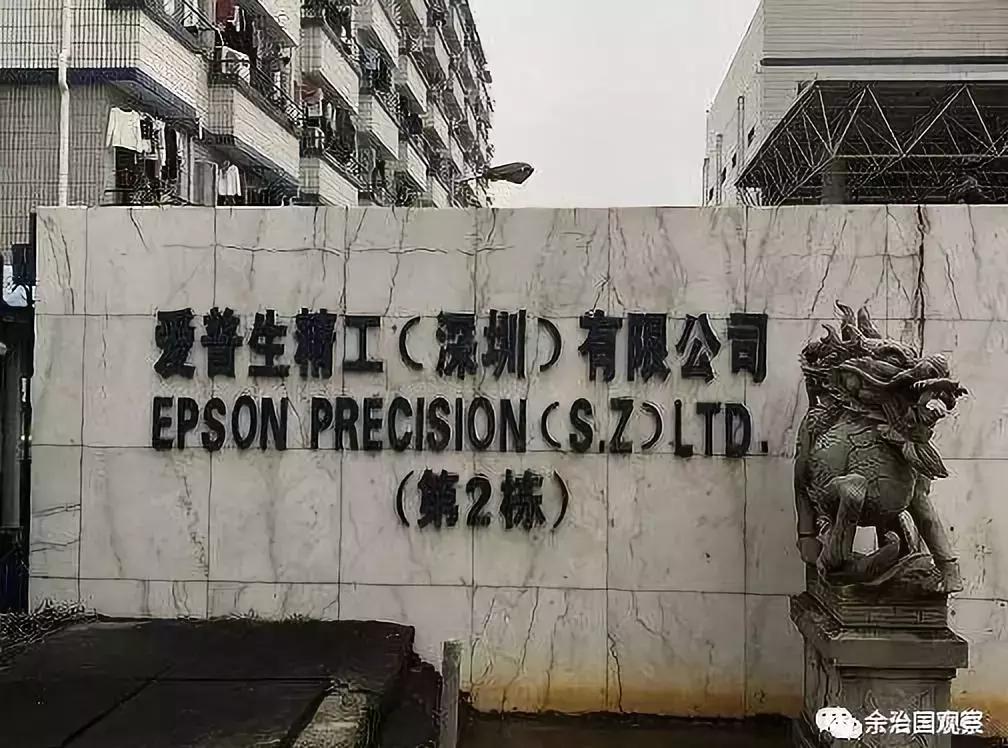 爱普生精工(深圳)有限公司
EPSON PRECISION(S.Z)LTD.
(第2栋)
余治国观察